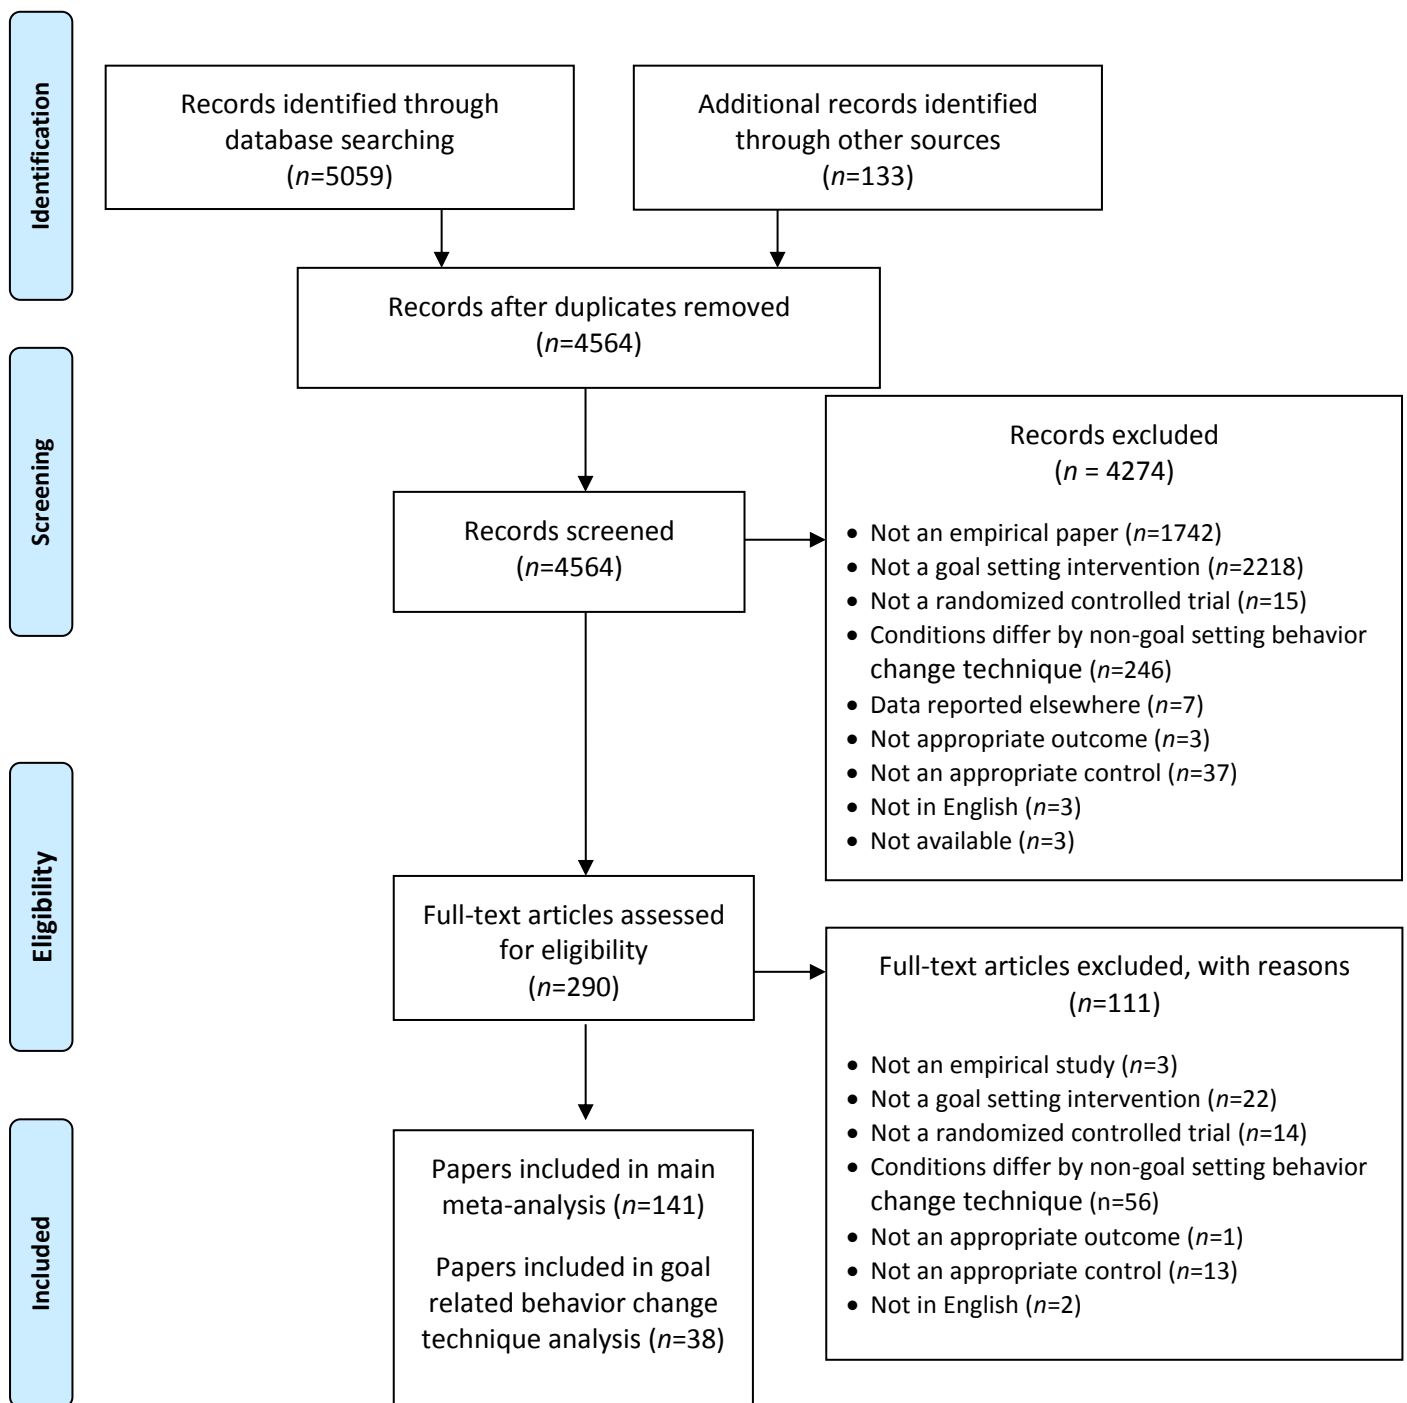 Identification
Records identified through
database searching
(n=5059)
Additional records identified
through other sources
(n=133)
Records after duplicates removed
(n=4564)
Screening
Records screened
(n=4564)
Records excluded
(n = 4274)
• Not an empirical paper (n=1742)
• Not a goal setting intervention (n=2218)
• Not a randomized controlled trial (n=15)
• Conditions differ by non-goal setting behavior
change technique (n=246)
• Data reported elsewhere (n=7)
• Not appropriate outcome (n=3)
• Not an appropriate control (n=37)
• Not in English (n=3)
• Not available (n=3)
Eligibility
Full-text articles assessed
for eligibility
(n=290)
Full-text articles excluded, with reasons
(n=111)
• Not an empirical study (n=3)
• Not a goal setting intervention (n=22)
• Not a randomized controlled trial (n=14)
• Conditions differ by non-goal setting behavior
change technique (n=56)
• Not an appropriate outcome (n=1)
• Not an appropriate control (n=13)
• Not in English (n=2)
Included
Papers included in main
meta-analysis (n=141)
Papers included in goal
related behavior change
technique analysis (n=38)